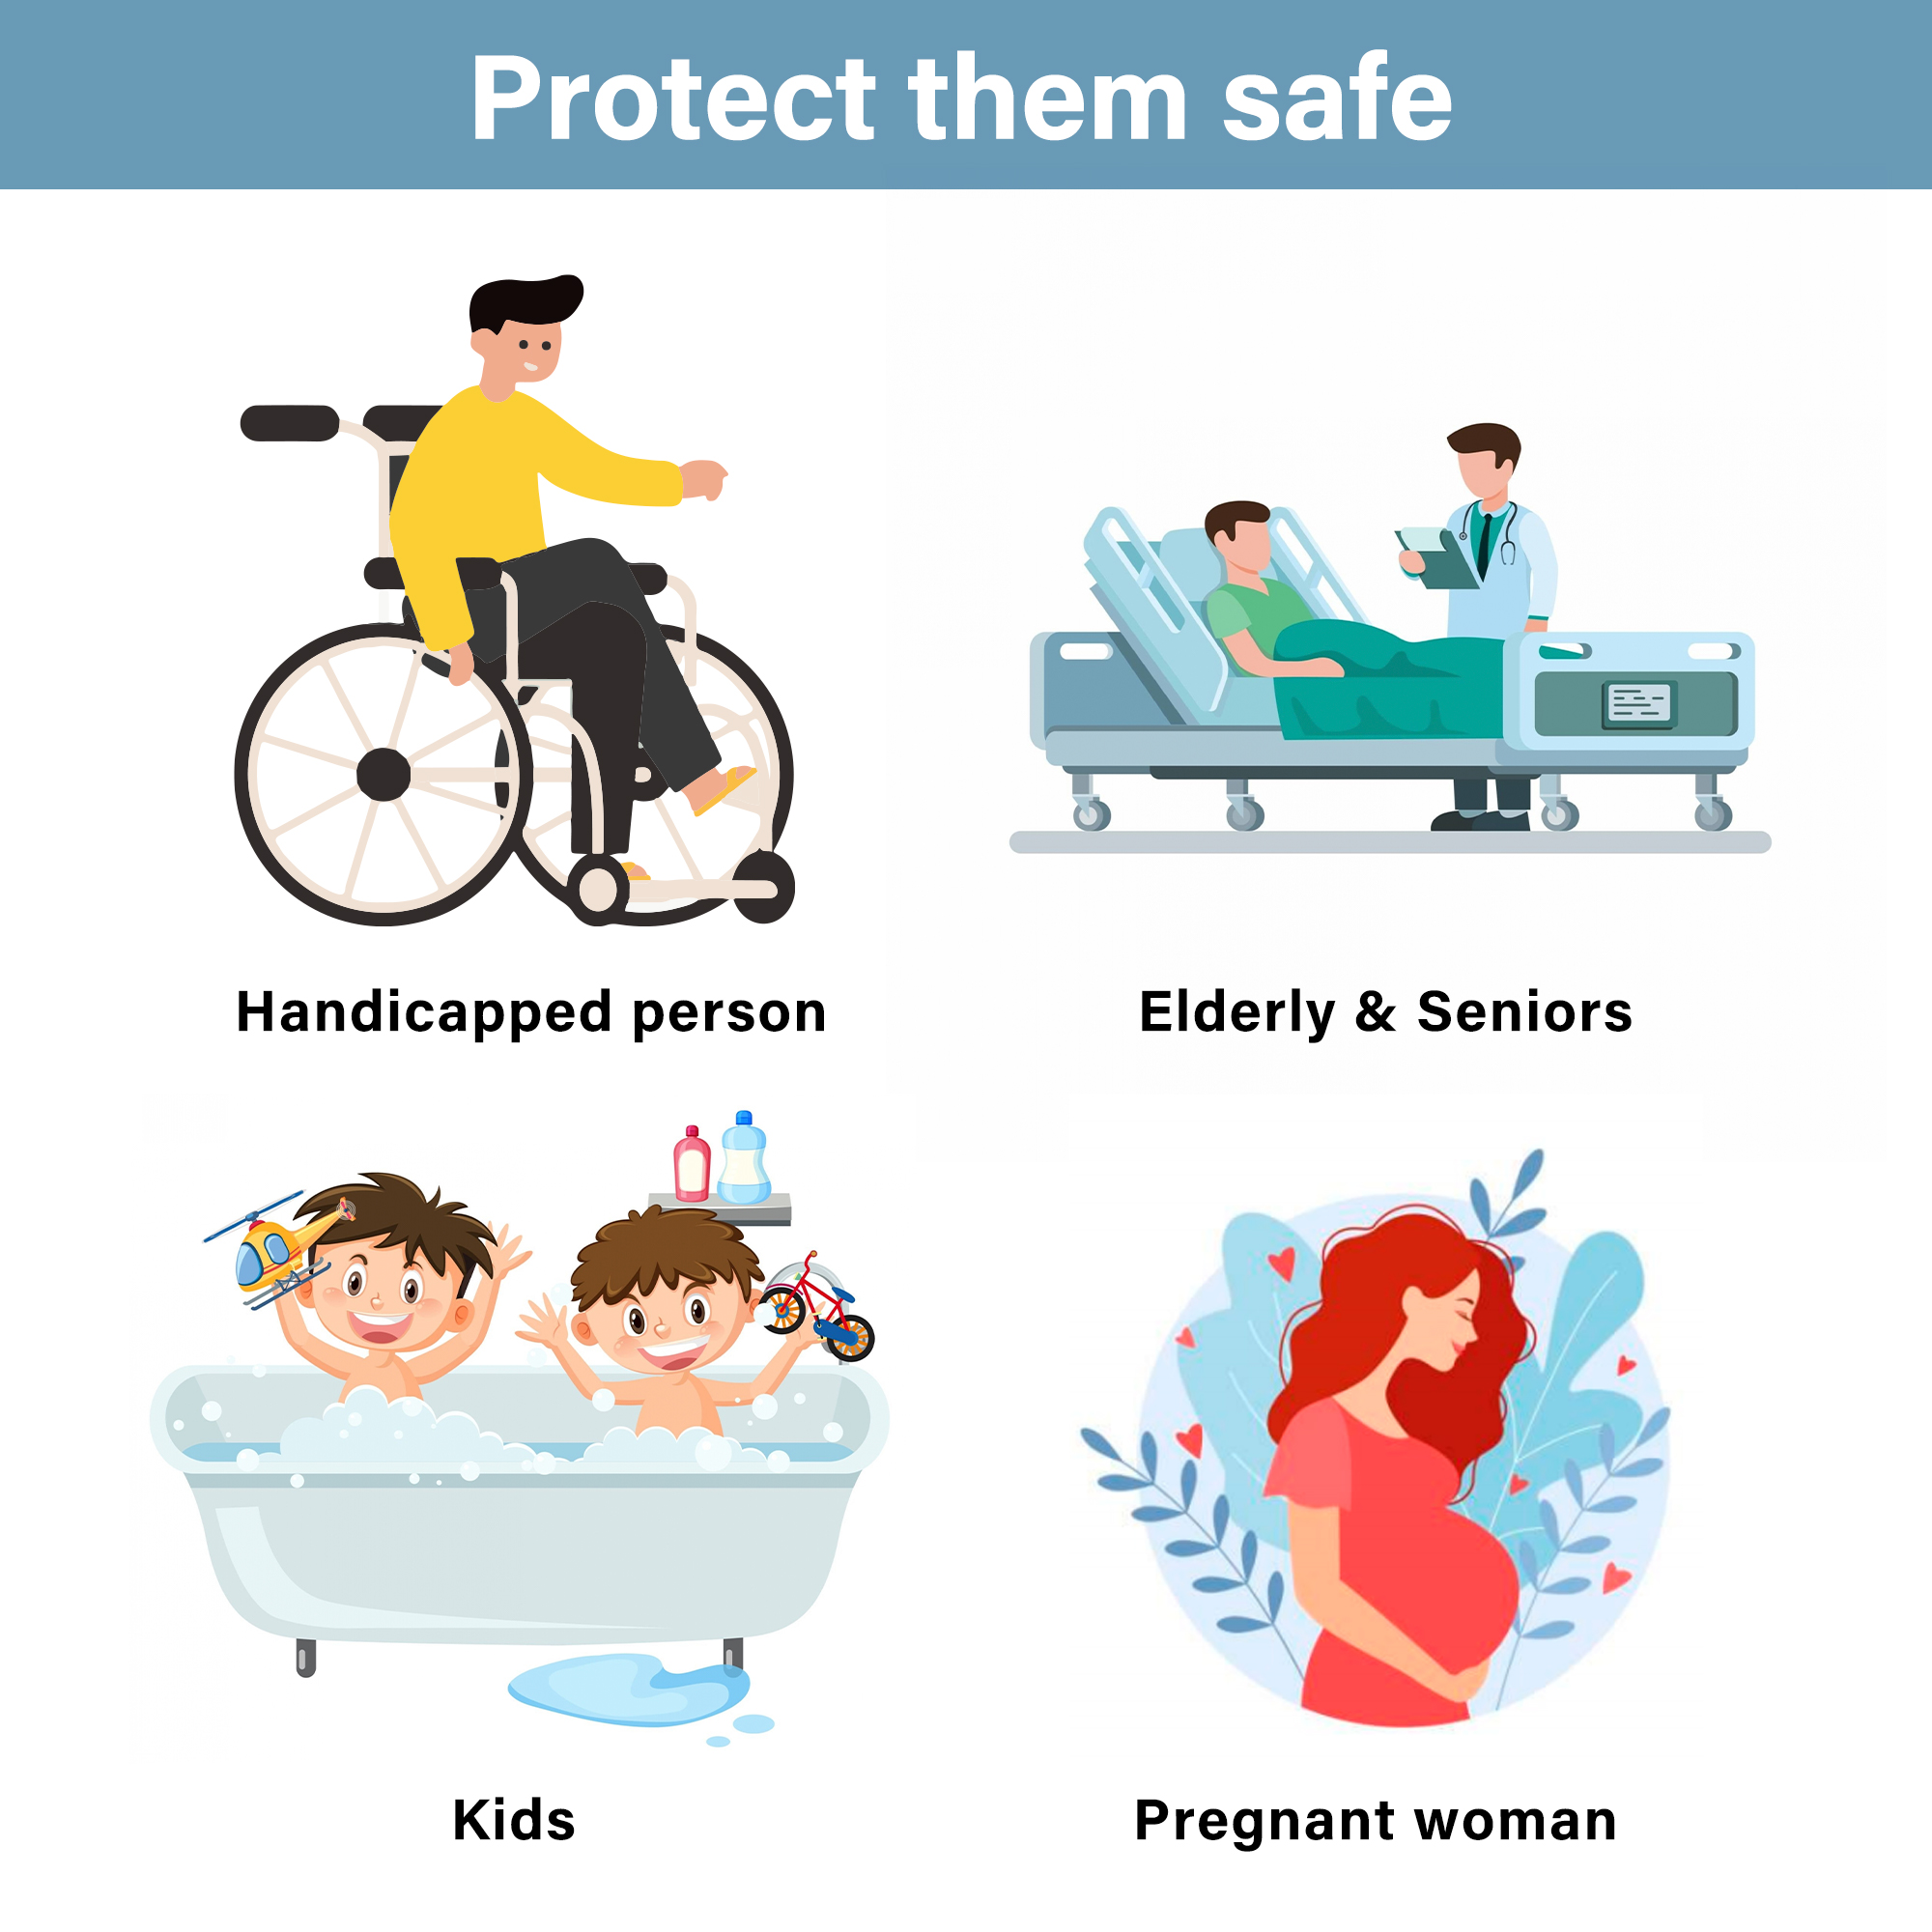 Protect them safe
Handicapped person
Elderly & Seniors
Kids
Pregnant woman